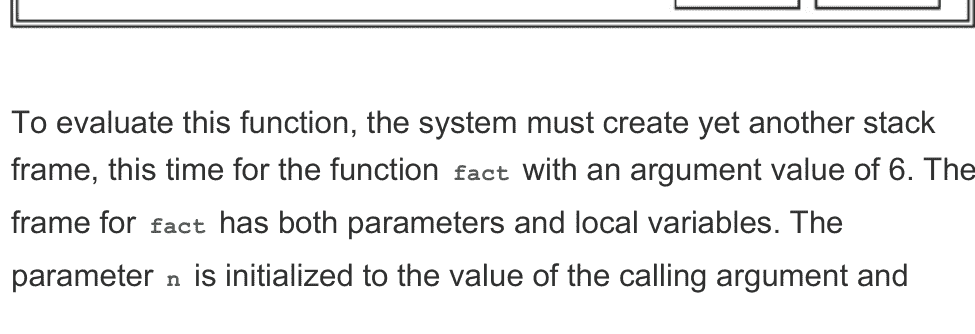 To evaluate this function, the system must create yet another stack
frame, this time for the function fact with an argument value of 6. The
frame for fact has both parameters and local variables. The
parameter n is initialized to the value of the calling argument and